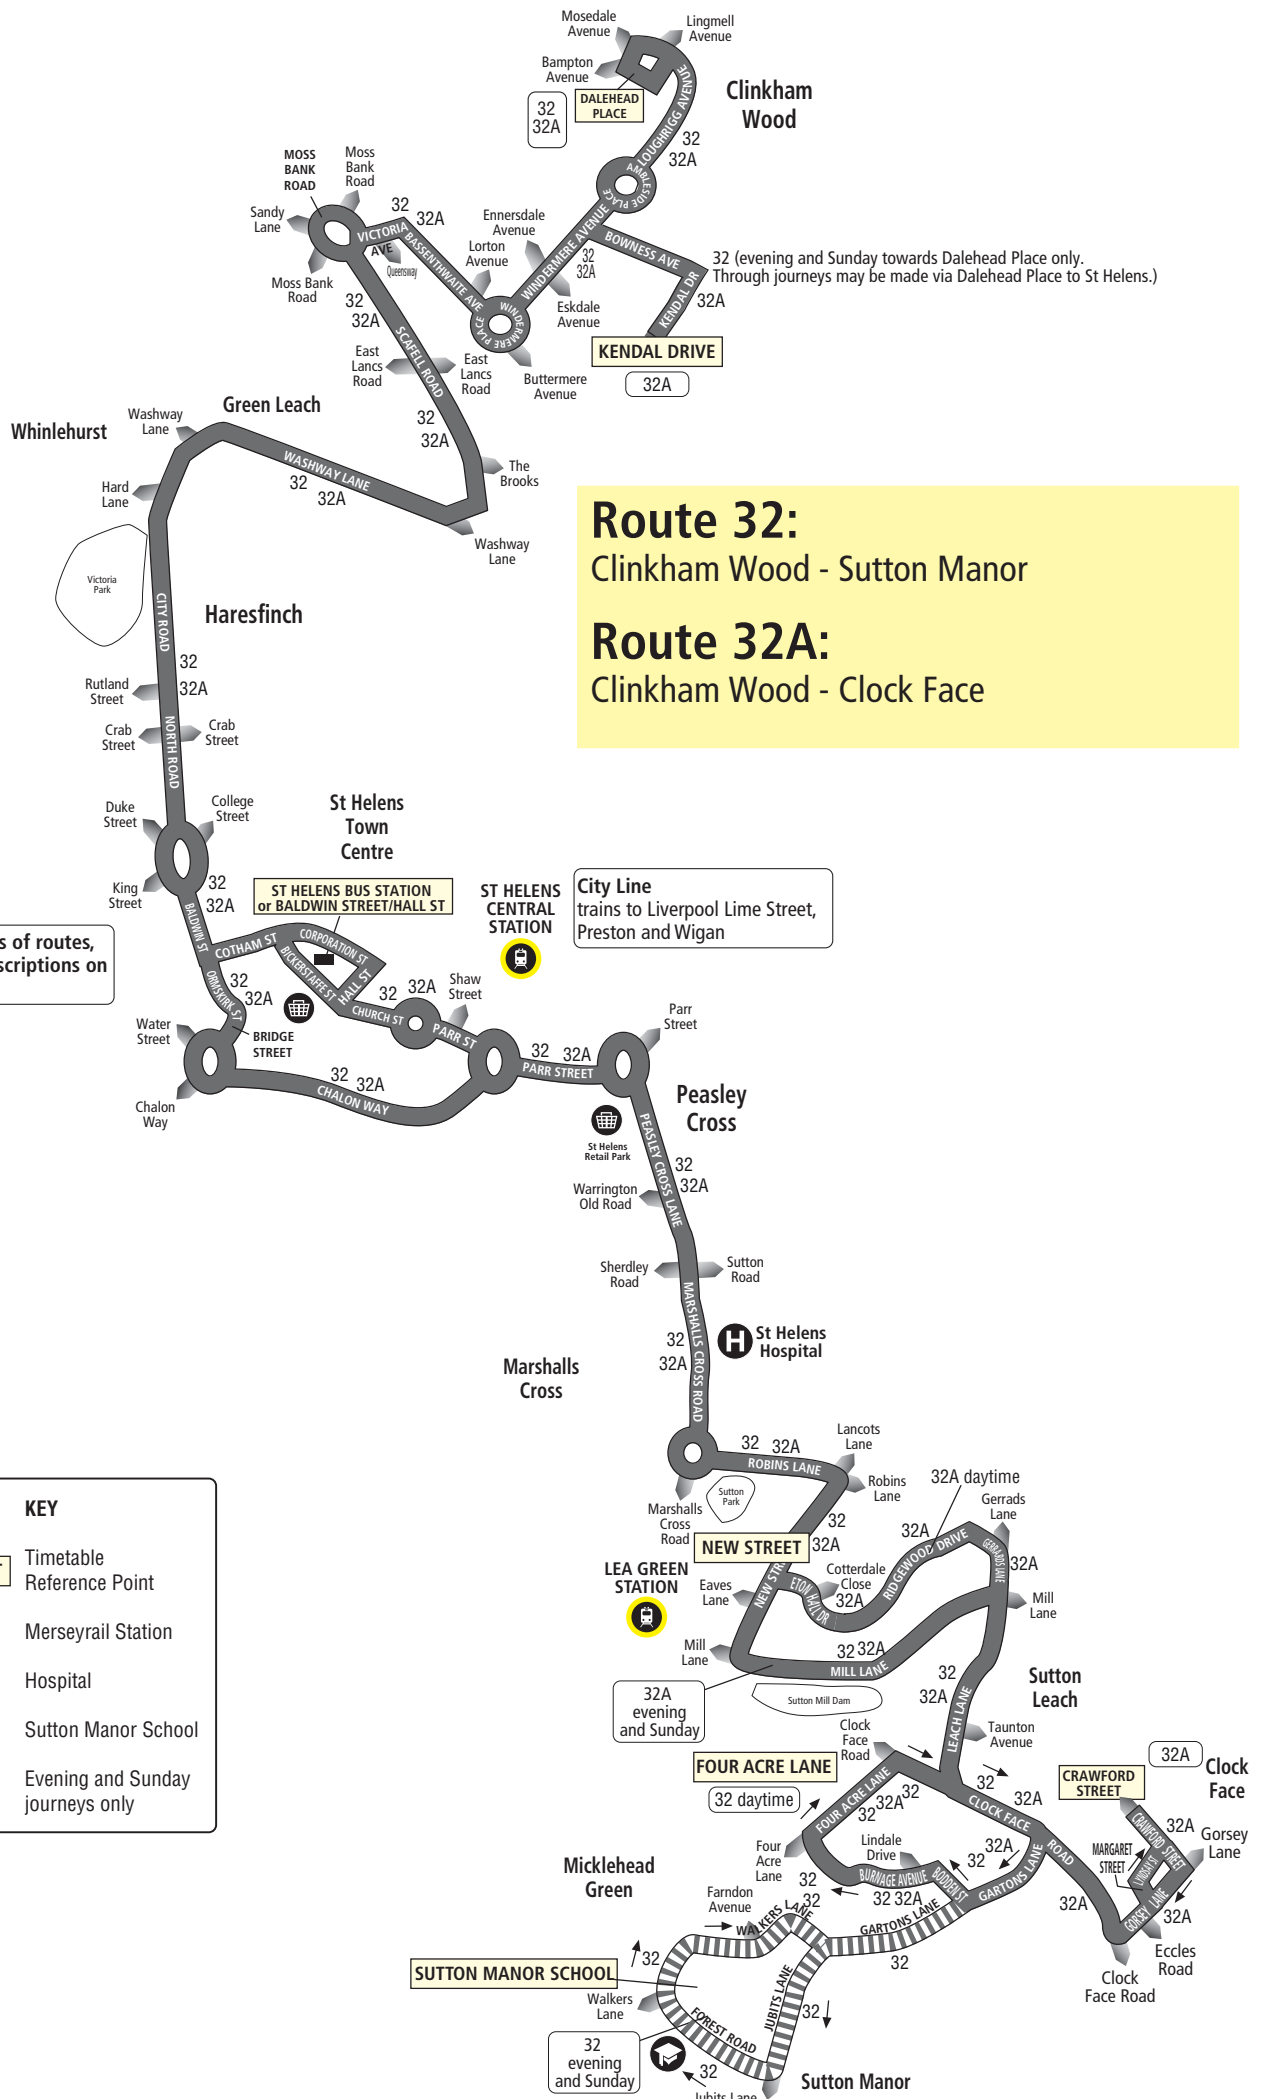 Mosedale
Avenue
Lingmell
Avenue
Bampton
Avenue
DALEHEAD
PLACE
32
32A
Clinkham
Wood
LOUGHRIGG AVENUE
32
32A
AMBLESIDE PLACE
MOSS
BANK
ROAD
Moss
Bank
Road
Sandy
Lane
32
32A
VICTORIA
AVE
Queensway
BASSENTHWAITE AVE
Moss Bank
Road
Ennersdale
Avenue
Lorton
Avenue
WINDERMERE AVENUE
32
32A
BOWNESS AVE
32 (evening and Sunday towards Dalehead Place only.
Through journeys may be made via Dalehead Place to St Helens.)
KENDAL DR
32A
Eskdale
Avenue
WINDERMERE PLACE
KENDAL DRIVE
32A
Buttermere
Avenue
32
32A
SCAFELL ROAD
East
Lancs
Road
East
Lancs
Road
32
32A
Green Leach
Whinlehurst
Washway
Lane
WASHWAY LANE
32
32A
The
Brooks
Hard
Lane
Washway
Lane
Route 32:
Clinkham Wood - Sutton Manor
Route 32A:
Clinkham Wood - Clock Face
Victoria
Park
CITY ROAD
Haresfinch
32
32A
Rutland
Street
NORTH ROAD
Crab
Street
Crab
Street
Duke
Street
College
Street
St Helens
Town
Centre
King
Street
32
32A
BALDWIN ST
ST HELENS BUS STATION
or BALDWIN STREET/HALL ST
ST HELENS
CENTRAL
STATION
City Line
trains to Liverpool Lime Street,
Preston and Wigan
s of routes,
scriptions on
COTHAM ST
CORPORATION ST
BICKERSTAFFE ST
HALL ST
ORMSKIRK ST
32
32A
CHURCH ST
32
32A
Shaw
Street
PARR ST
Water
Street
BRIDGE
STREET
Parr
Street
32
32A
PARR STREET
32
32A
CHALON WAY
Chalon
Way
Peasley
Cross
St Helens
Retail Park
PEASLEY CROSS LANE
32
32A
Warrington
Old Road
Sherdley
Road
Sutton
Road
MARSHALLS CROSS ROAD
32
32A
H
St Helens
Hospital
Marshalls
Cross
32
32A
ROBINS LANE
Lancots
Lane
Robins
Lane
Marshalls
Cross
Road
Sutton
Park
32A daytime
Gerrads
Lane
32
32A
NEW STREET
32A
RIDGEWOOD DRIVE
GERRARDS LANE
32A
LEA GREEN
STATION
Eaves
Lane
ETON HALL DR
Cotterdale
Close
32A
Mill
Lane
Mill
Lane
32
32A
MILL LANE
32A
evening
and Sunday
Sutton Mill Dam
32
32A
LEACH LANE
Sutton
Leach
Taunton
Avenue
Clock
Face
Road
FOUR ACRE LANE
32 daytime
FOUR ACRE LANE
32
32A
32
32
32A
CLOCK FACE
ROAD
CRAWFORD
STREET
32A
Clock
Face
CRAWFORD STREET
32A
Gorsey
Lane
MARGARET
STREET
LYNDSAY ST
GORSEY LANE
32A
Eccles
Road
32A
Clock
Face Road
Four
Acre
Lane
Lindale
Drive
32
32A
BURNAGE AVENUE
BODDEN ST
GARTONS LANE
32
32
32A
GARTONS LANE
32
Micklehead
Green
Farndon
Avenue
WALKERS LANE
32
32
SUTTON MANOR SCHOOL
Walkers
Lane
FOREST ROAD
JUBITS LANE
32
32
evening
and Sunday
32
Jubits Lane
Sutton Manor
KEY
Timetable
Reference Point
Merseyrail Station
Hospital
Sutton Manor School
Evening and Sunday
journeys only